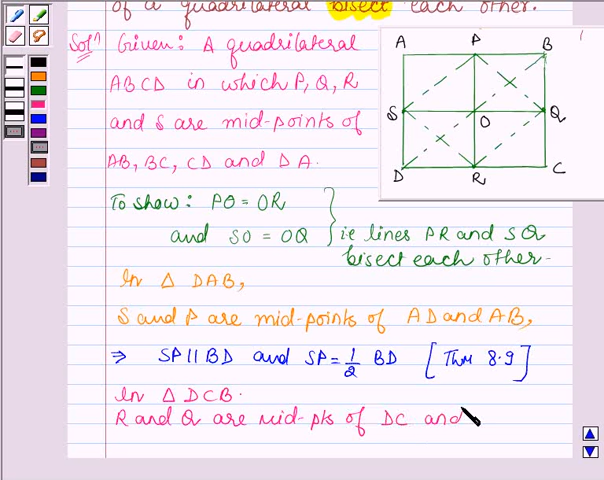 of a quadrilateral bisect each other.
Solⁿ Given: A quadrilateral
ABCD in which P, Q, R
and S are mid-points of
AB, BC, CD and DA.
A P B
S O Q
D R C
To show: PO = OR
and SO = OQ
i.e lines PR and SQ
bisect each other-
In △ DAB,
S and P are mid-points of AD and AB,
⇒ SP || BD and SP = 1/2 BD [Thm 8.9]
In △ DCB.
R and Q are mid-pts of DC and